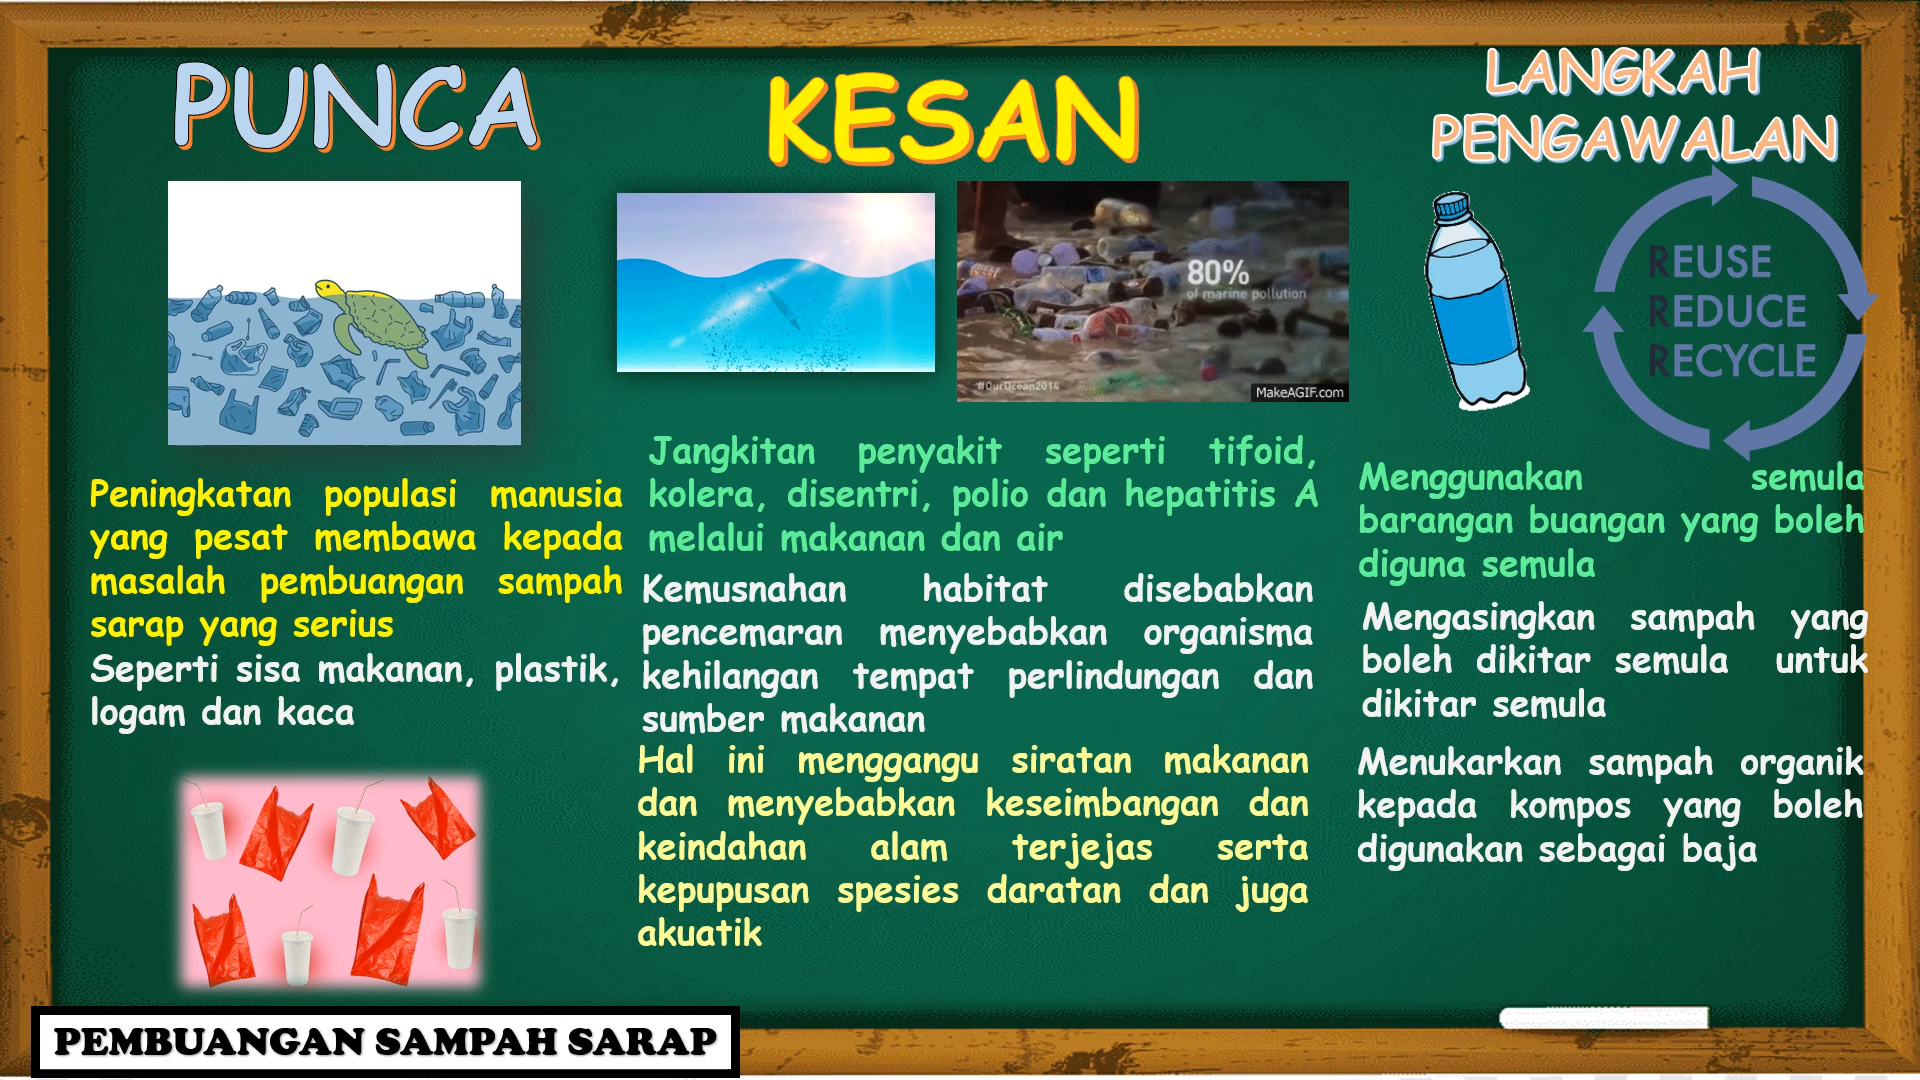 PUNCA
KESAN
LANGKAH
PENGAWALAN
80%
of marine pollution
#OurOcean2014
MakeAGIF.com
REUSE
REDUCE
RECYCLE
Peningkatan populasi manusia
yang pesat membawa kepada
masalah pembuangan sampah
sarap yang serius
Seperti sisa makanan, plastik,
logam dan kaca
Jangkitan penyakit seperti tifoid,
kolera, disentri, polio dan hepatitis A
melalui makanan dan air
Kemusnahan habitat disebabkan
pencemaran menyebabkan organisma
kehilangan tempat perlindungan dan
sumber makanan
Hal ini menggangu siratan makanan
dan menyebabkan keseimbangan dan
keindahan alam terjejas serta
kepupusan spesies daratan dan juga
akuatik
Menggunakan semula
barangan buangan yang boleh
diguna semula
Mengasingkan sampah yang
boleh dikitar semula untuk
dikitar semula
Menukarkan sampah organik
kepada kompos yang boleh
digunakan sebagai baja
PEMBUANGAN SAMPAH SARAP